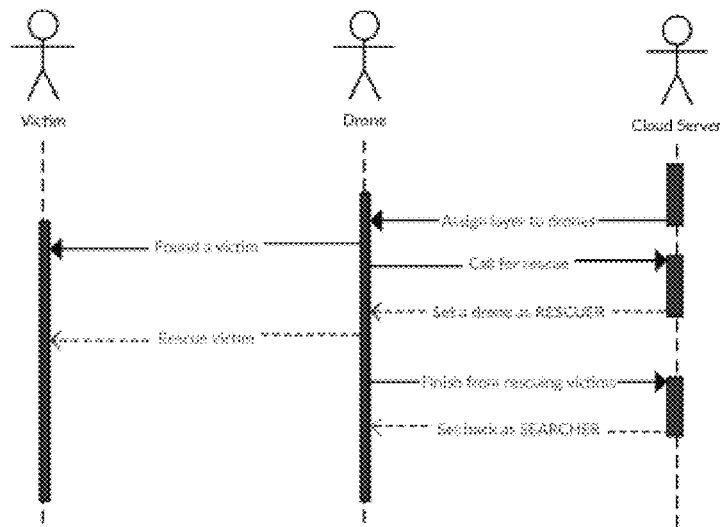 Victim
Drone
Cloud Server
Assign layer to drones
Found a victim
Call for rescue
Set a drone as RESCUER
Rescue victim
Finish from rescuing victims
Set back as SEARCHER